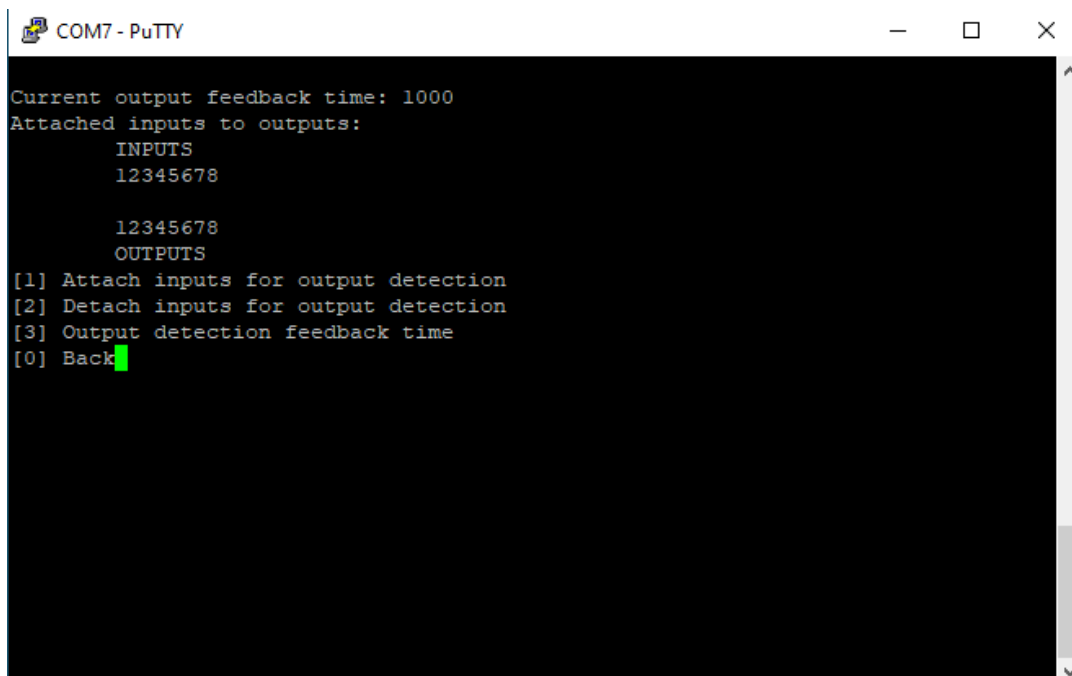 COM7 - PuTTY
Current output feedback time: 1000
Attached inputs to outputs:
        INPUTS
        12345678

        12345678
        OUTPUTS
[1] Attach inputs for output detection
[2] Detach inputs for output detection
[3] Output detection feedback time
[0] Back